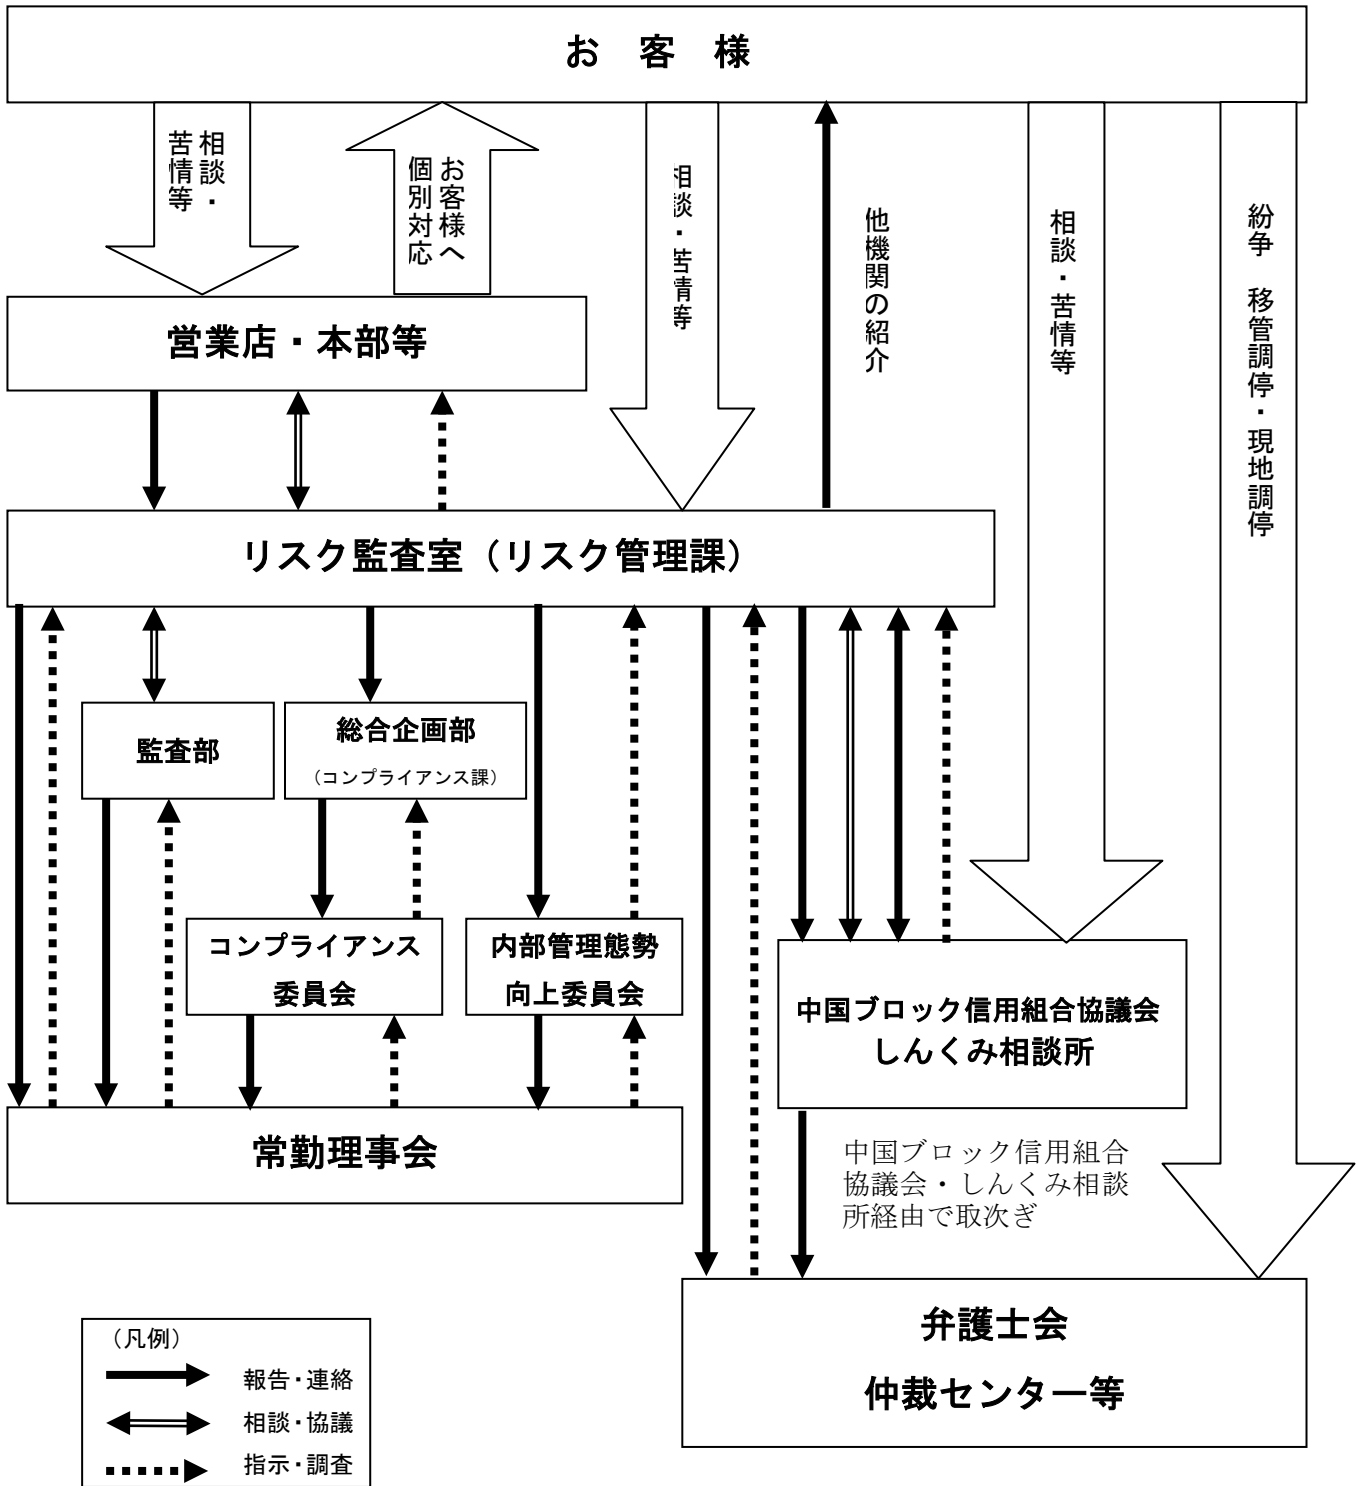 お　客　様
相談・
苦情等
お客様へ
個別対応
相談・苦情等
他機関の紹介
相談・苦情等
紛争　移管調停・現地調停
営業店・本部等
リスク監査室（リスク管理課）
監査部
総合企画部
（コンプライアンス課）
コンプライアンス
委員会
内部管理態勢
向上委員会
中国ブロック信用組合協議会
しんくみ相談所
常勤理事会
中国ブロック信用組合
協議会・しんくみ相談
所経由で取次ぎ
弁護士会
仲裁センター等
（凡例）
報告・連絡
相談・協議
指示・調査